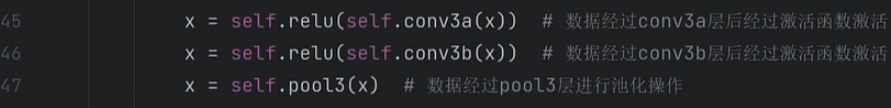 45 x = self.relu(self.conv3a(x)) # 数据经过conv3a层后经过激活函数激活
46 x = self.relu(self.conv3b(x)) # 数据经过conv3b层后经过激活函数激活
47 x = self.pool3(x) # 数据经过pool3层进行池化操作